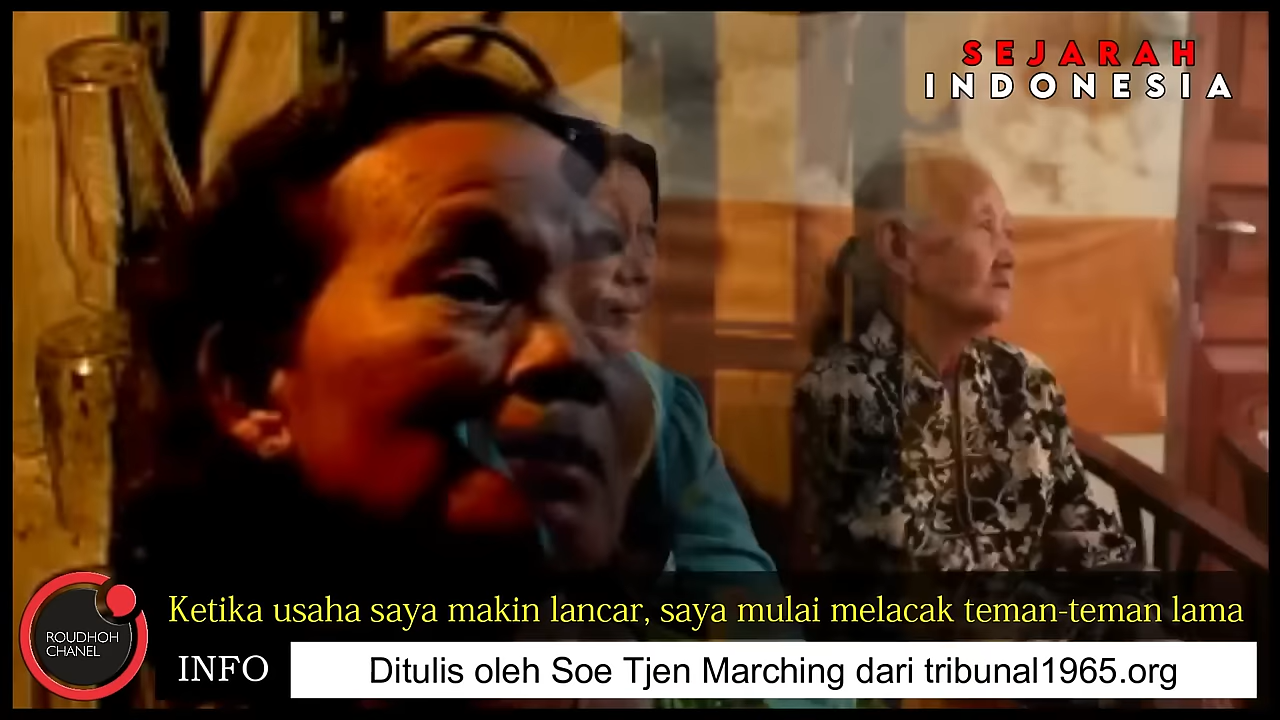 SEJARAH
INDONESIA
Ketika usaha saya makin lancar, saya mulai melacak teman-teman lama
ROUDHOH
CHANEL
INFO
Ditulis oleh Soe Tjen Marching dari tribunal1965.org